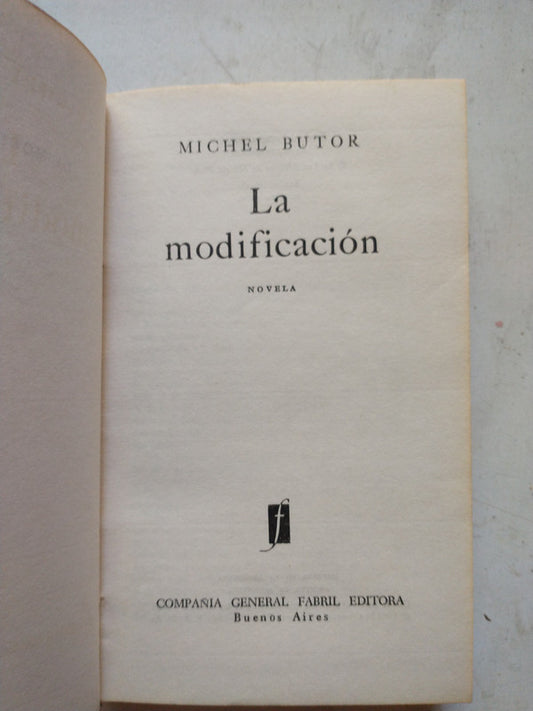 MICHEL BUTOR
La
modificación
NOVELA
f
COMPAÑIA GENERAL FABRIL EDITORA
Buenos Aires